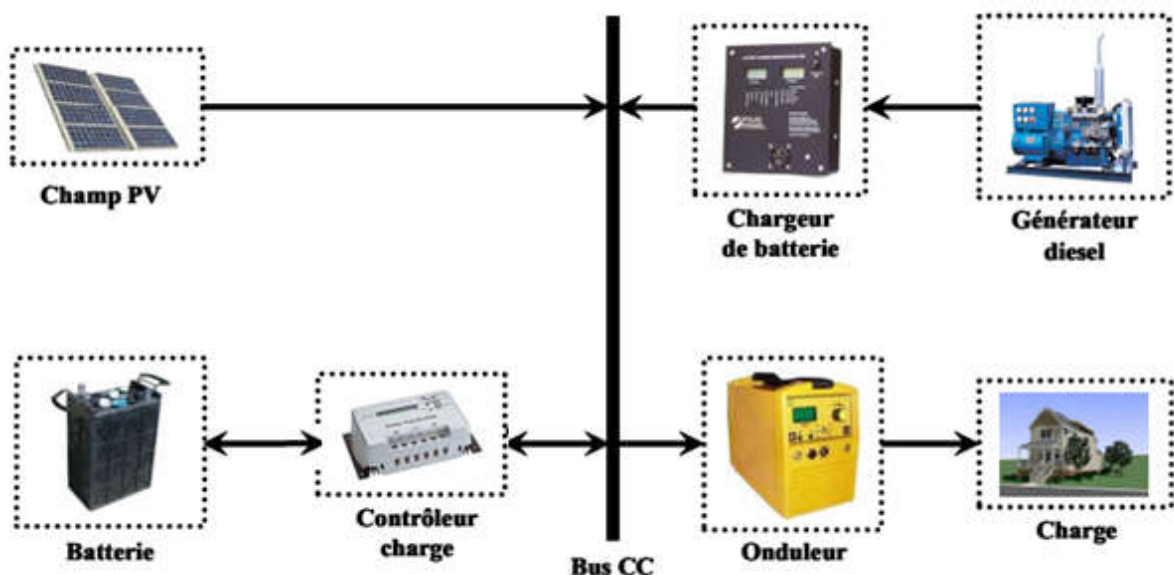 Champ PV
Chargeur
de batterie
Générateur
diesel
Batterie
Contrôleur
charge
Bus CC
Onduleur
Charge